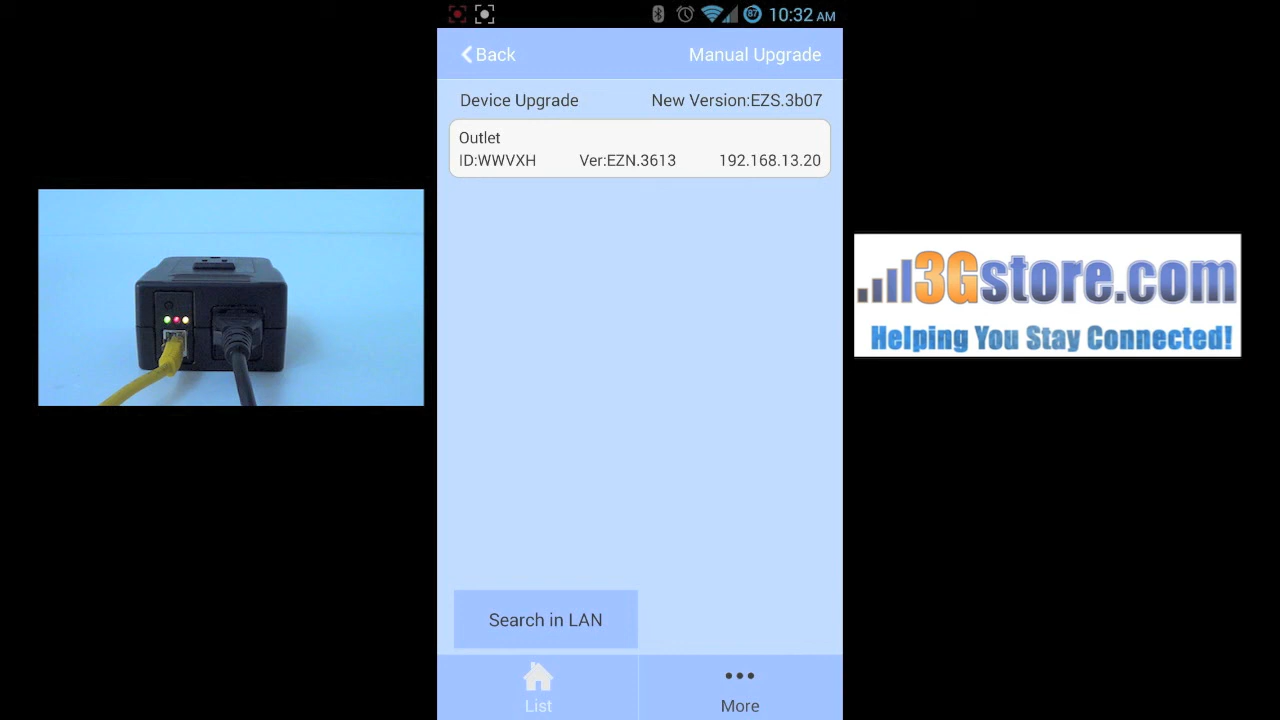 87 10:32 AM
Back Manual Upgrade
Device Upgrade New Version:EZS.3b07
Outlet
ID:WWVXH Ver:EZN.3613 192.168.13.20
3Gstore.com
Helping You Stay Connected!
Search in LAN
List More